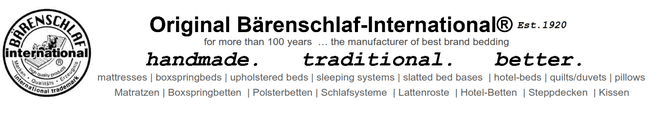 BÄRENSCHLAF
international
international trademark
Original Bärenschlaf-International® Est.1920
for more than 100 years ... the manufacturer of best brand bedding
handmade. traditional. better.
mattresses | boxspringbeds | upholstered beds | sleeping systems | slatted bed bases | hotel-beds | quilts/duvets | pillows
Matratzen | Boxspringbetten | Polsterbetten | Schlafsysteme | Lattenroste | Hotel-Betten | Steppdecken | Kissen